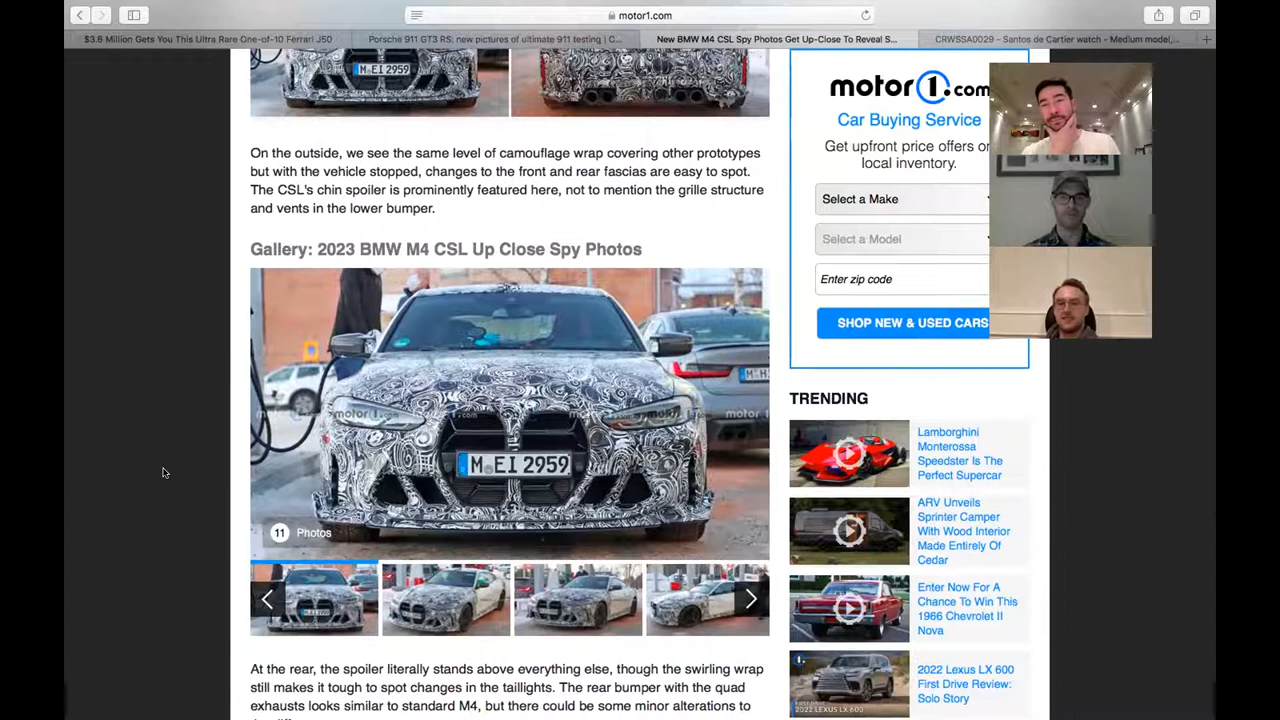 motor1.com
$3.6 Million Gets You This Ultra Rare One-of-10 Ferrari J50
Porsche 911 GT3 RS: new pictures of ultimate 911 testing | C...
New BMW M4 CSL Spy Photos Get Up-Close To Reveal S...
CRWSSA0029 - Santos de Cartier watch - Medium model,...
M EI 2959
On the outside, we see the same level of camouflage wrap covering other prototypes
but with the vehicle stopped, changes to the front and rear fascias are easy to spot.
The CSL's chin spoiler is prominently featured here, not to mention the grille structure
and vents in the lower bumper.
Gallery: 2023 BMW M4 CSL Up Close Spy Photos
motor1.com
motor1.com
M EI 2959
11 Photos
At the rear, the spoiler literally stands above everything else, though the swirling wrap
still makes it tough to spot changes in the taillights. The rear bumper with the quad
exhausts looks similar to standard M4, but there could be some minor alterations to
motor1.com
Car Buying Service
Get upfront price offers on
local inventory.
Select a Make
Select a Model
Enter zip code
SHOP NEW & USED CARS
TRENDING
Lamborghini
Monterossa
Speedster Is The
Perfect Supercar
ARV Unveils
Sprinter Camper
With Wood Interior
Made Entirely Of
Cedar
Enter Now For A
Chance To Win This
1966 Chevrolet II
Nova
2022 Lexus LX 600
First Drive Review:
Solo Story
2022 LEXUS LX 600